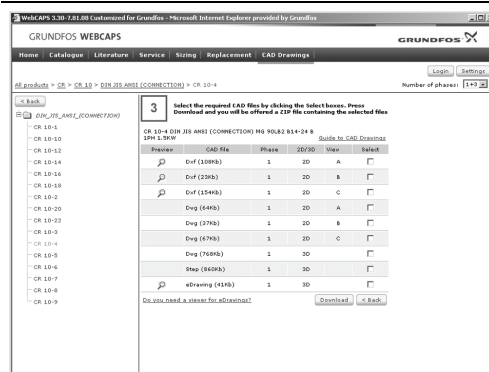 WebCAPS 3.30-7.81.08 Customized for Grundfos - Microsoft Internet Explorer provided by Grundfos
GRUNDFOS WEBCAPS
GRUNDFOS
Home Catalogue Literature Service Sizing Replacement CAD Drawings
Login Settings
All products > CR > CR 10 > DIN JIS ANSI (CONNECTION) > CR 10-4
Number of phases: 1+3
< Back
DIN_JIS_ANSI_(CONNECTION)
CR 10-1
CR 10-10
CR 10-12
CR 10-14
CR 10-16
CR 10-18
CR 10-2
CR 10-20
CR 10-22
CR 10-3
CR 10-4
CR 10-5
CR 10-6
CR 10-7
CR 10-8
CR 10-9
3
Select the required CAD files by clicking the Select boxes. Press
Download and you will be offered a ZIP file containing the selected files
CR 10-4 DIN JIS ANSI (CONNECTION) MG 90LB2 B14-24 B
1PH 1.5KW
Guide to CAD Drawings
Preview CAD file Phase 2D/3D View Select
Dxf (108Kb) 1 2D A
Dxf (23Kb) 1 2D B
Dxf (154Kb) 1 2D C
Dwg (64Kb) 1 2D A
Dwg (37Kb) 1 2D B
Dwg (67Kb) 1 2D C
Dwg (768Kb) 1 3D
Step (860Kb) 1 3D
eDrawing (41Kb) 1 3D
Do you need a viewer for eDrawings?
Download < Back